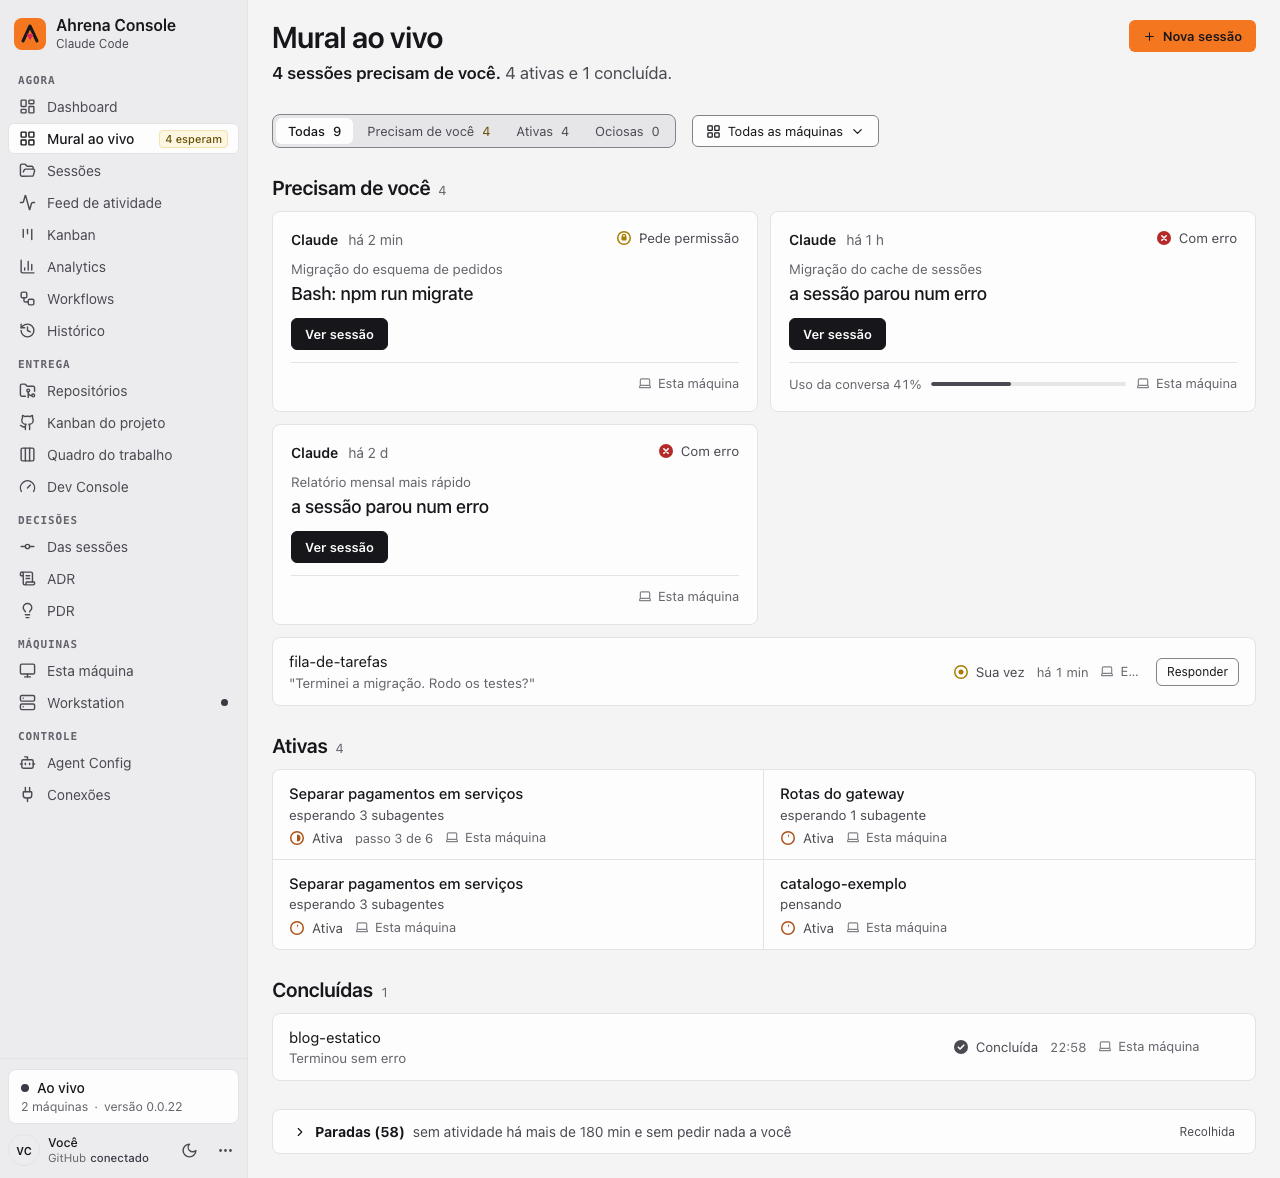 Ahrena Console
Claude Code
AGORA
Dashboard
Mural ao vivo 4 esperam
Sessões
Feed de atividade
Kanban
Analytics
Workflows
Histórico
ENTREGA
Repositórios
Kanban do projeto
Quadro do trabalho
Dev Console
DECISÕES
Das sessões
ADR
PDR
MÁQUINAS
Esta máquina
Workstation
CONTROLE
Agent Config
Conexões
Ao vivo
2 máquinas · versão 0.0.22
VC
Você
GitHub conectado
Mural ao vivo
+ Nova sessão
4 sessões precisam de você. 4 ativas e 1 concluída.
Todas 9 Precisam de você 4 Ativas 4 Ociosas 0
Todas as máquinas
Precisam de você 4
Claude há 2 min Pede permissão
Migração do esquema de pedidos
Bash: npm run migrate
Ver sessão
Esta máquina
Claude há 1 h Com erro
Migração do cache de sessões
a sessão parou num erro
Ver sessão
Uso da conversa 41% Esta máquina
Claude há 2 d Com erro
Relatório mensal mais rápido
a sessão parou num erro
Ver sessão
Esta máquina
fila-de-tarefas
"Terminei a migração. Rodo os testes?"
Sua vez há 1 min E... Responder
Ativas 4
Separar pagamentos em serviços
esperando 3 subagentes
Ativa passo 3 de 6 Esta máquina
Rotas do gateway
esperando 1 subagente
Ativa Esta máquina
Separar pagamentos em serviços
esperando 3 subagentes
Ativa Esta máquina
catalogo-exemplo
pensando
Ativa Esta máquina
Concluídas 1
blog-estatico
Terminou sem erro
Concluída 22:58 Esta máquina
Paradas (58) sem atividade há mais de 180 min e sem pedir nada a você Recolhida